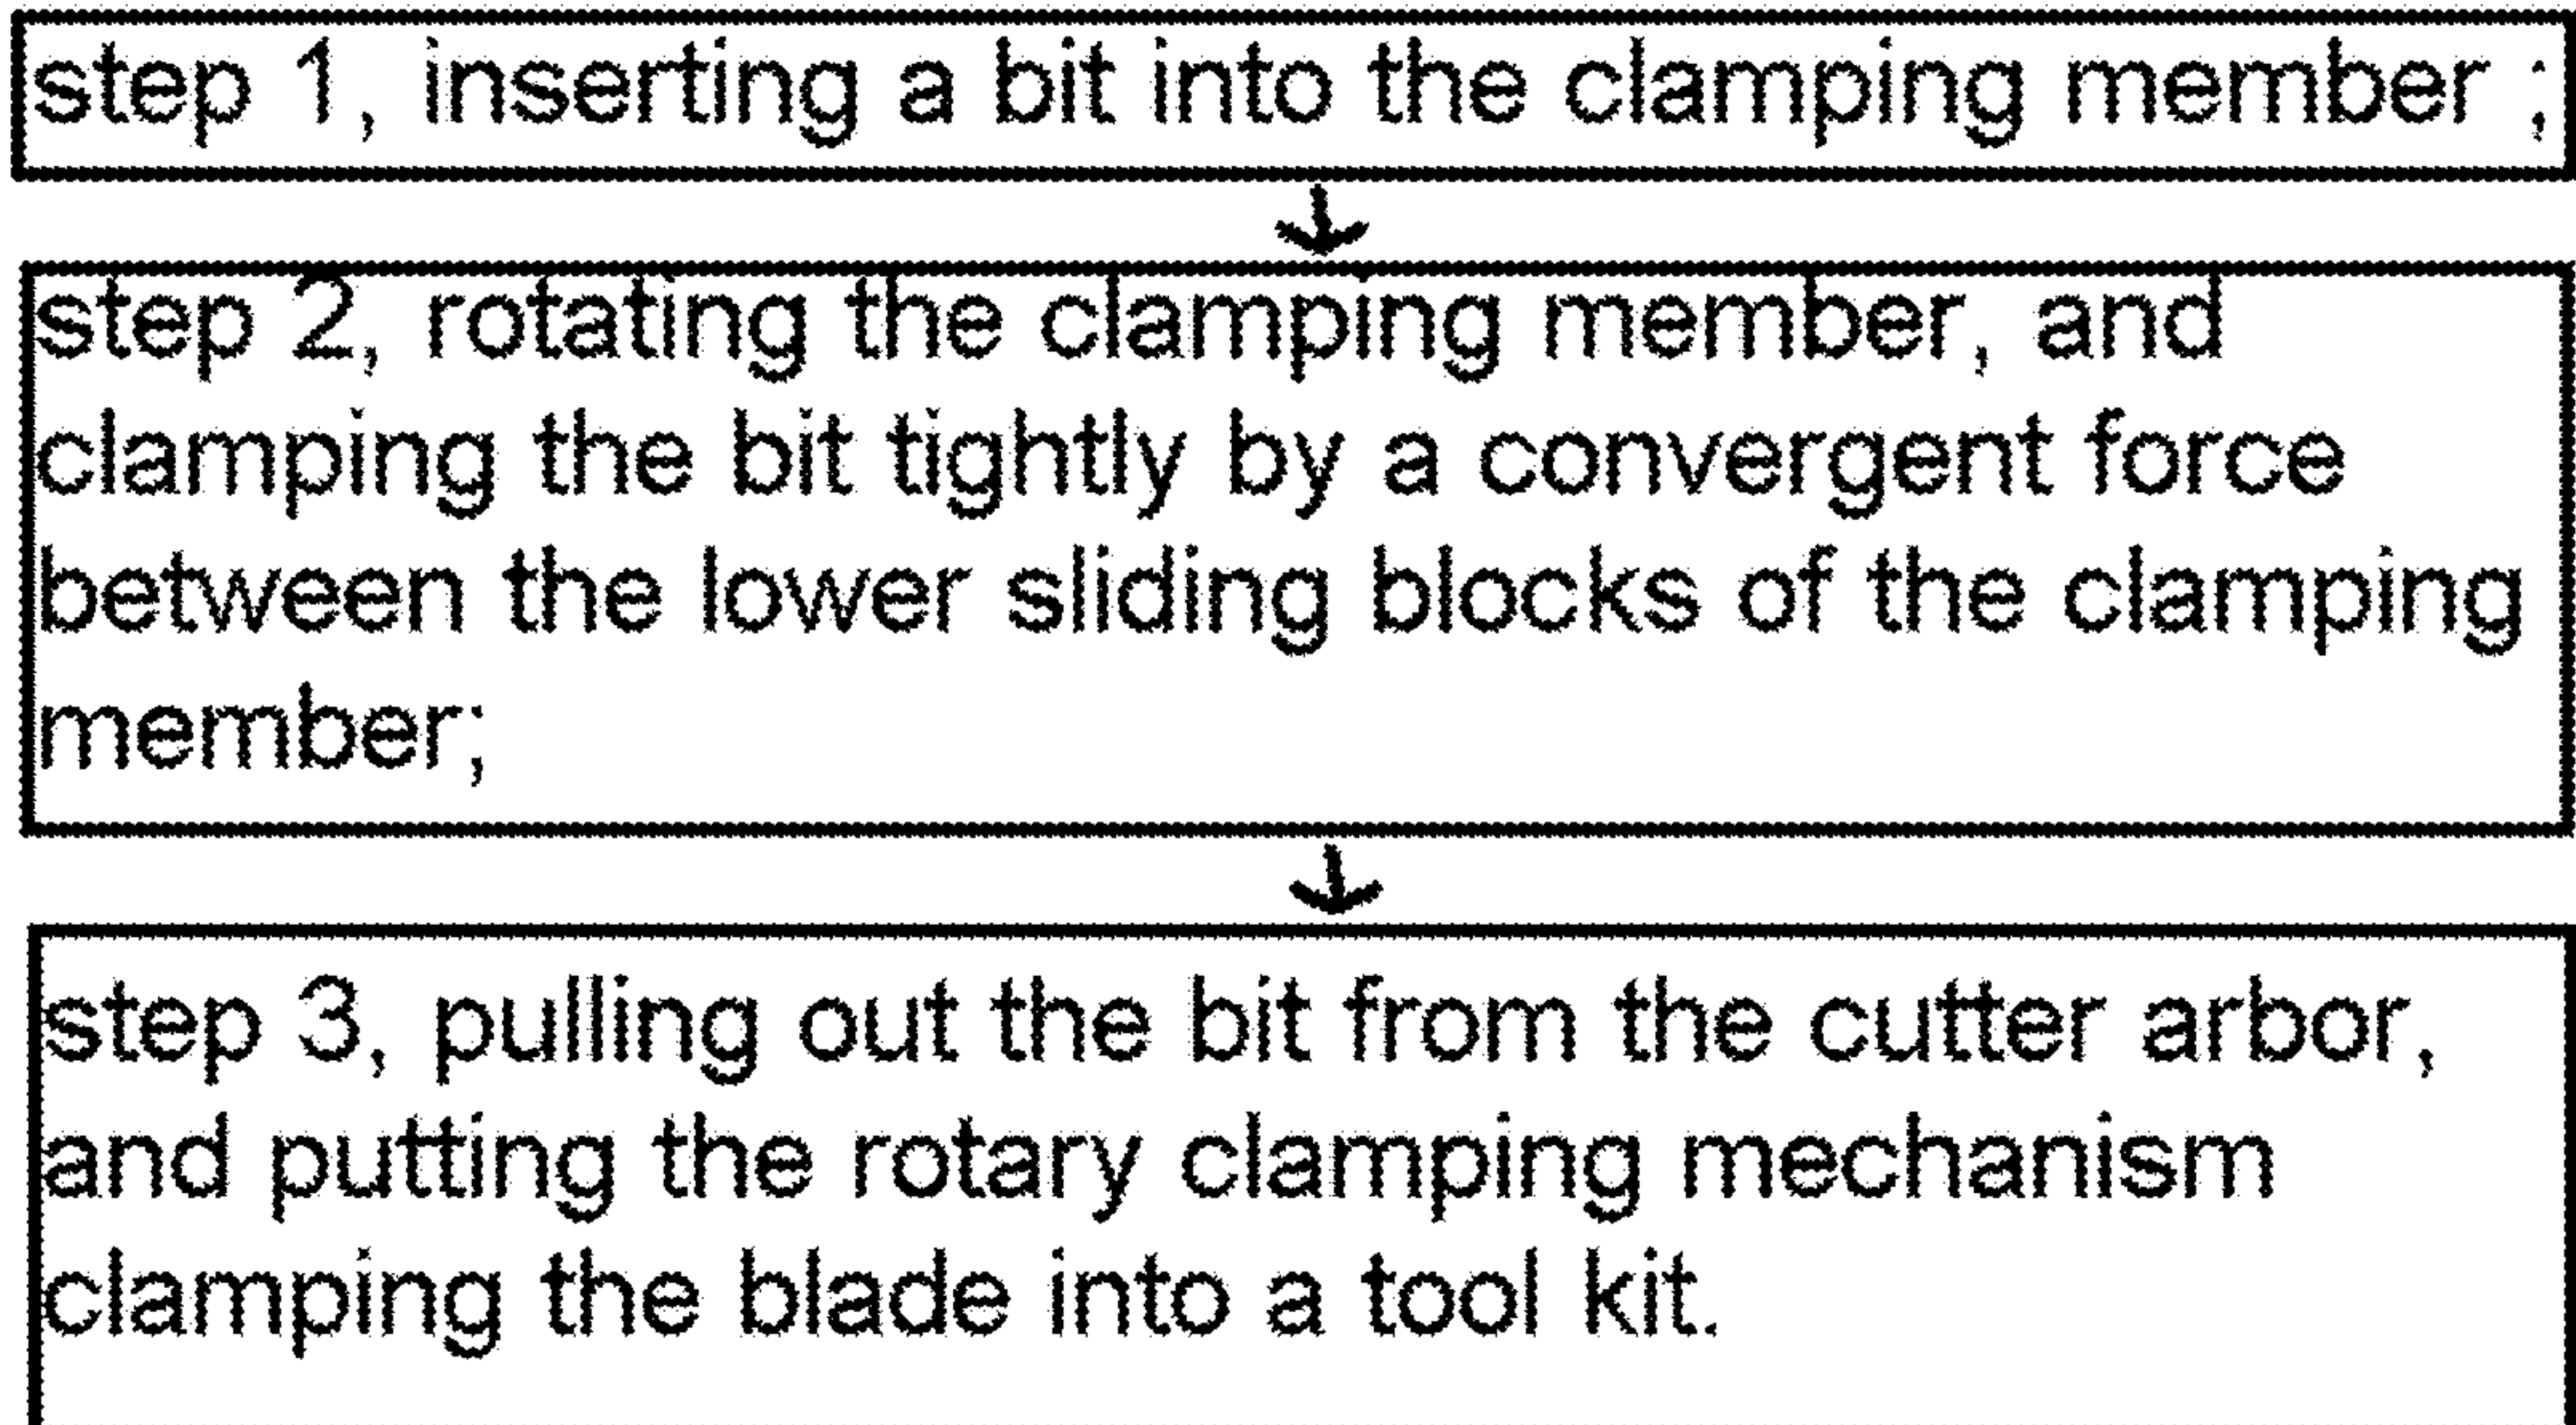 step 1, inserting a bit into the clamping member ;
step 2, rotating the clamping member, and
clamping the bit tightly by a convergent force
between the lower sliding blocks of the clamping
member;
step 3, pulling out the bit from the cutter arbor,
and putting the rotary clamping mechanism
clamping the blade into a tool kit.